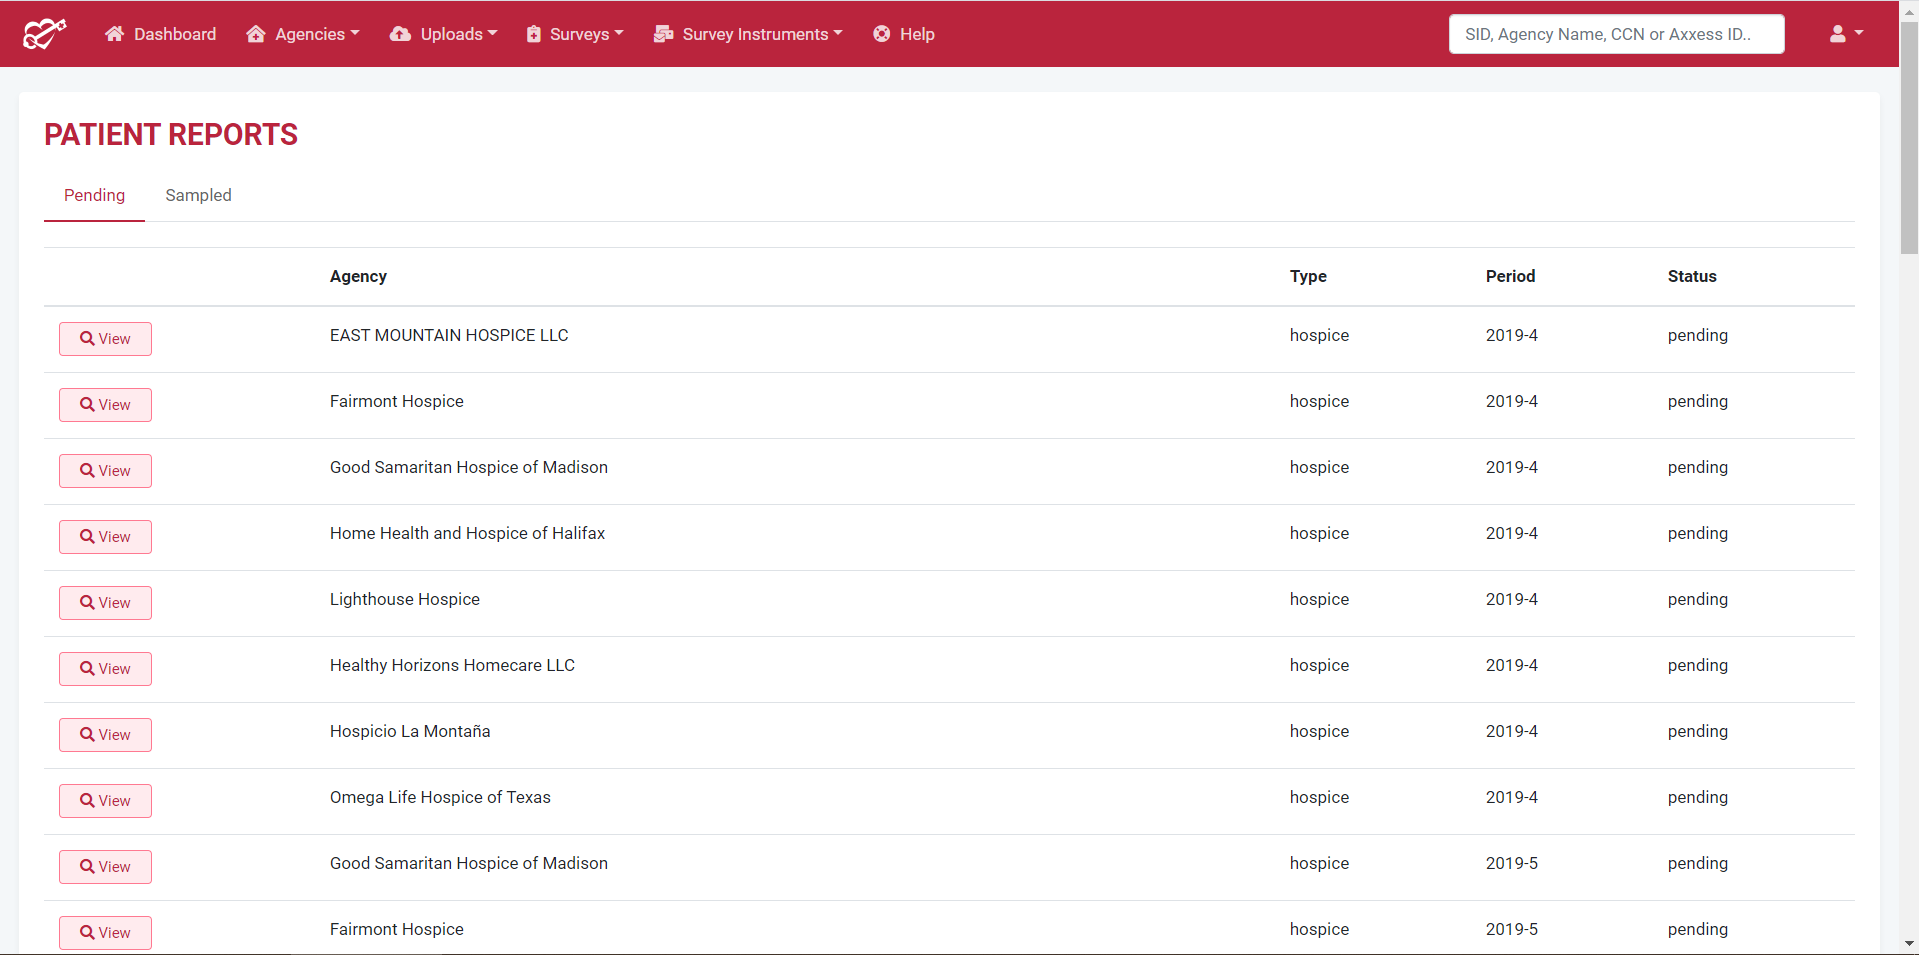 Dashboard Agencies Uploads Surveys Survey Instruments Help SID, Agency Name, CCN or Axxess ID..
PATIENT REPORTS
Pending Sampled
Agency Type Period Status
View EAST MOUNTAIN HOSPICE LLC hospice 2019-4 pending
View Fairmont Hospice hospice 2019-4 pending
View Good Samaritan Hospice of Madison hospice 2019-4 pending
View Home Health and Hospice of Halifax hospice 2019-4 pending
View Lighthouse Hospice hospice 2019-4 pending
View Healthy Horizons Homecare LLC hospice 2019-4 pending
View Hospicio La Montaña hospice 2019-4 pending
View Omega Life Hospice of Texas hospice 2019-4 pending
View Good Samaritan Hospice of Madison hospice 2019-5 pending
View Fairmont Hospice hospice 2019-5 pending